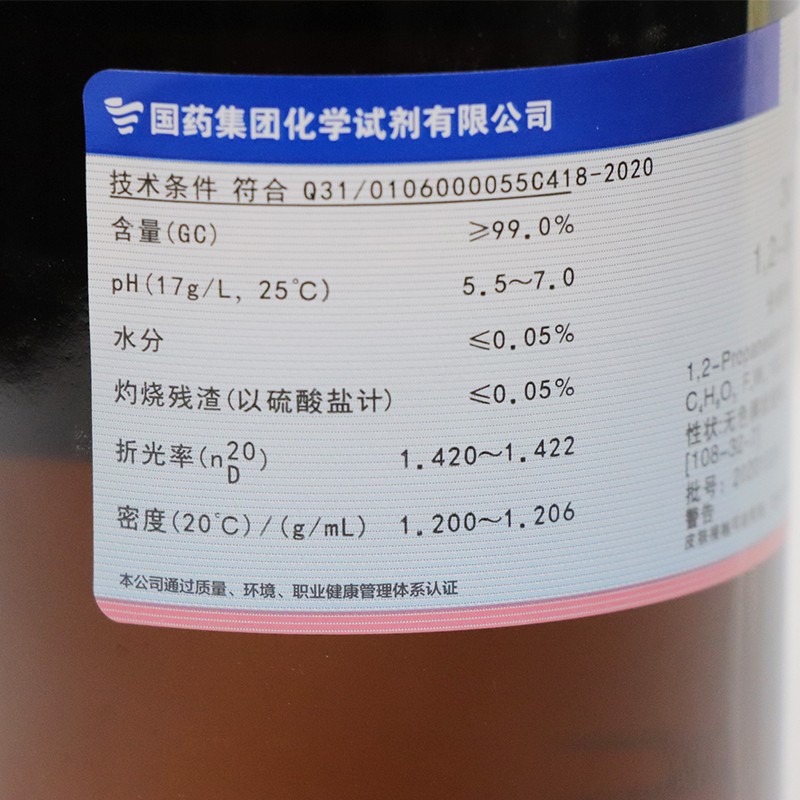 国药集团化学试剂有限公司
技术条件 符合 Q31/0106000055C418-2020
含量(GC) ≥99.0%
pH(17g/L, 25℃) 5.5~7.0
水分 ≤0.05%
灼烧残渣(以硫酸盐计) ≤0.05%
折光率(n20D) 1.420~1.422
密度(20℃)/(g/mL) 1.200~1.206
本公司通过质量、环境、职业健康管理体系认证
1,2-
C4H6O3
性状:无色
[108-32-7]
批号:
警告